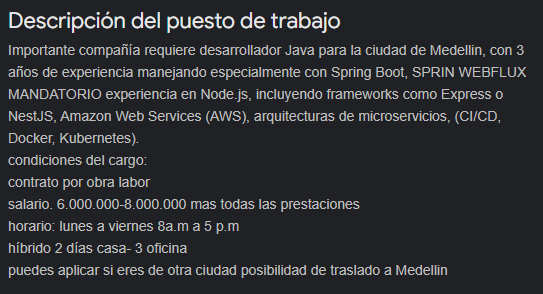 Descripción del puesto de trabajo
Importante compañía requiere desarrollador Java para la ciudad de Medellin, con 3
años de experiencia manejando especialmente con Spring Boot, SPRIN WEBFLUX
MANDATORIO experiencia en Node.js, incluyendo frameworks como Express o
NestJS, Amazon Web Services (AWS), arquitecturas de microservicios, (CI/CD,
Docker, Kubernetes).
condiciones del cargo:
contrato por obra labor
salario. 6.000.000-8.000.000 mas todas las prestaciones
horario: lunes a viernes 8a.m a 5 p.m
híbrido 2 días casa- 3 oficina
puedes aplicar si eres de otra ciudad posibilidad de traslado a Medellin